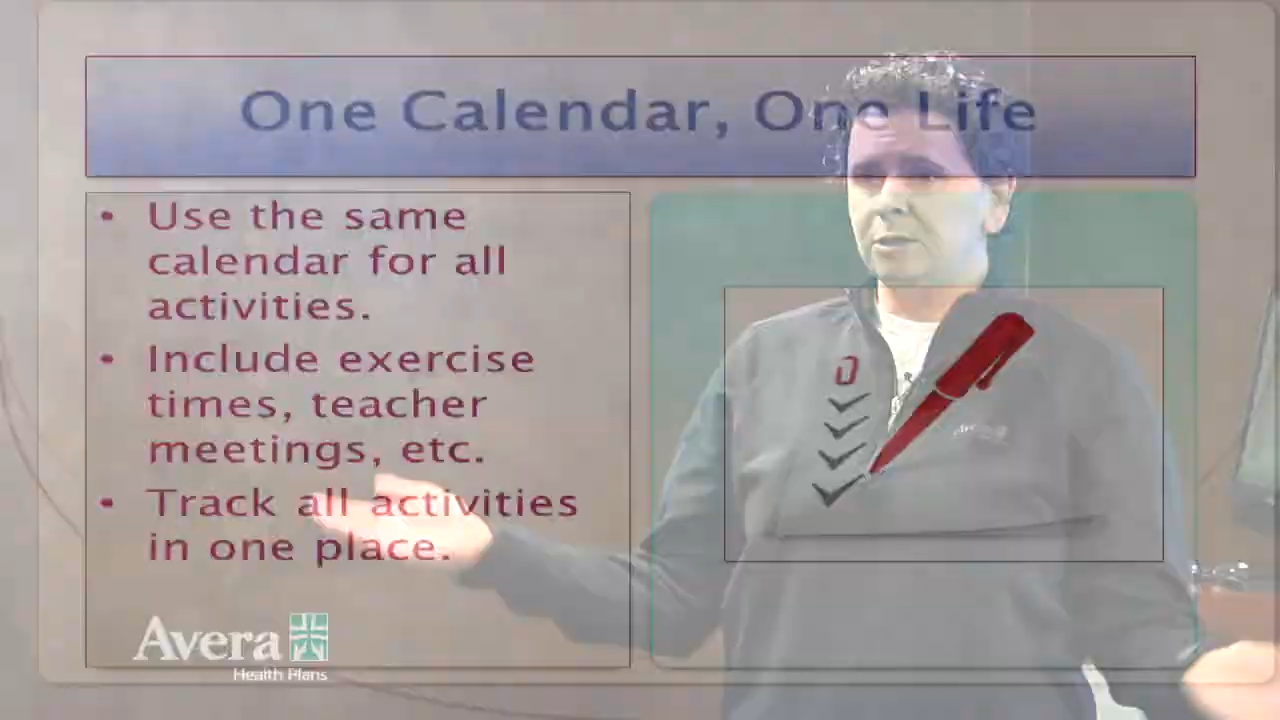 One Calendar, One Life
• Use the same
calendar for all
activities.
• Include exercise
times, teacher
meetings, etc.
• Track all activities
in one place.
Avera
Health Plans